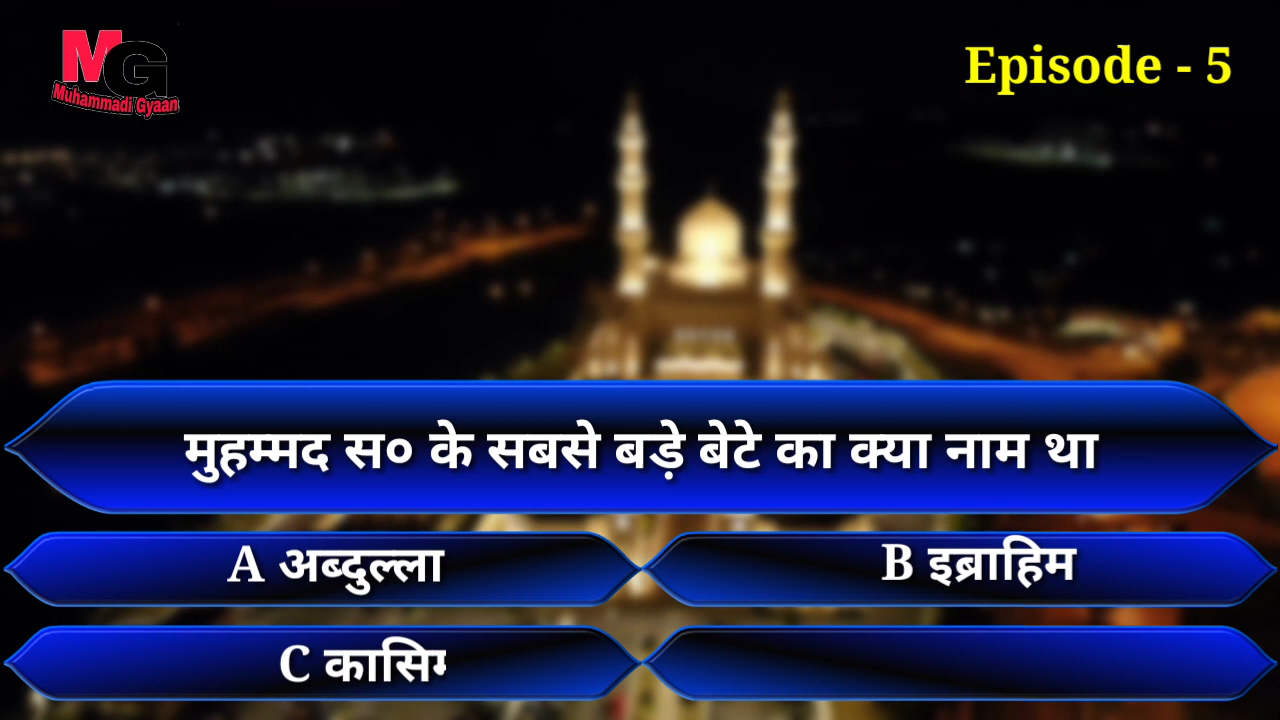 MG
Muhammadi Gyaan
Episode - 5
मुहम्मद स० के सबसे बड़े बेटे का क्या नाम था
A अब्दुल्ला
B इब्राहिम
C कासिम